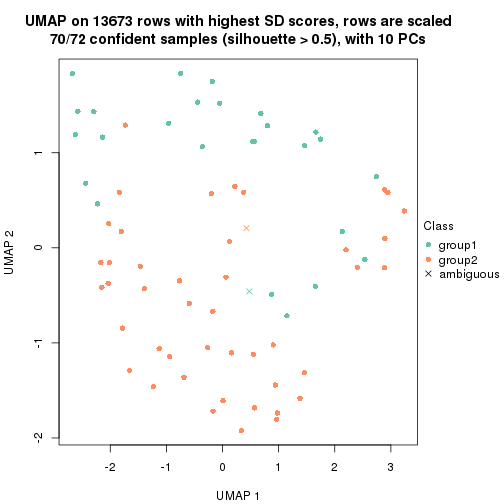 UMAP on 13673 rows with highest SD scores, rows are scaled
70/72 confident samples (silhouette > 0.5), with 10 PCs
UMAP 2
1
0
-1
-2
-2
-1
0
1
2
3
UMAP 1
Class
group1
group2
ambiguous